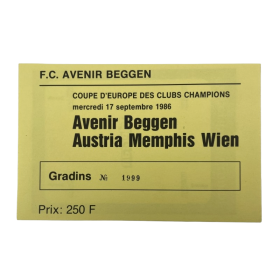 F.C. AVENIR BEGGEN
COUPE D'EUROPE DES CLUBS CHAMPIONS
mercredi 17 septembre 1986
Avenir Beggen
Austria Memphis Wien
Gradins № 1999
Prix: 250 F